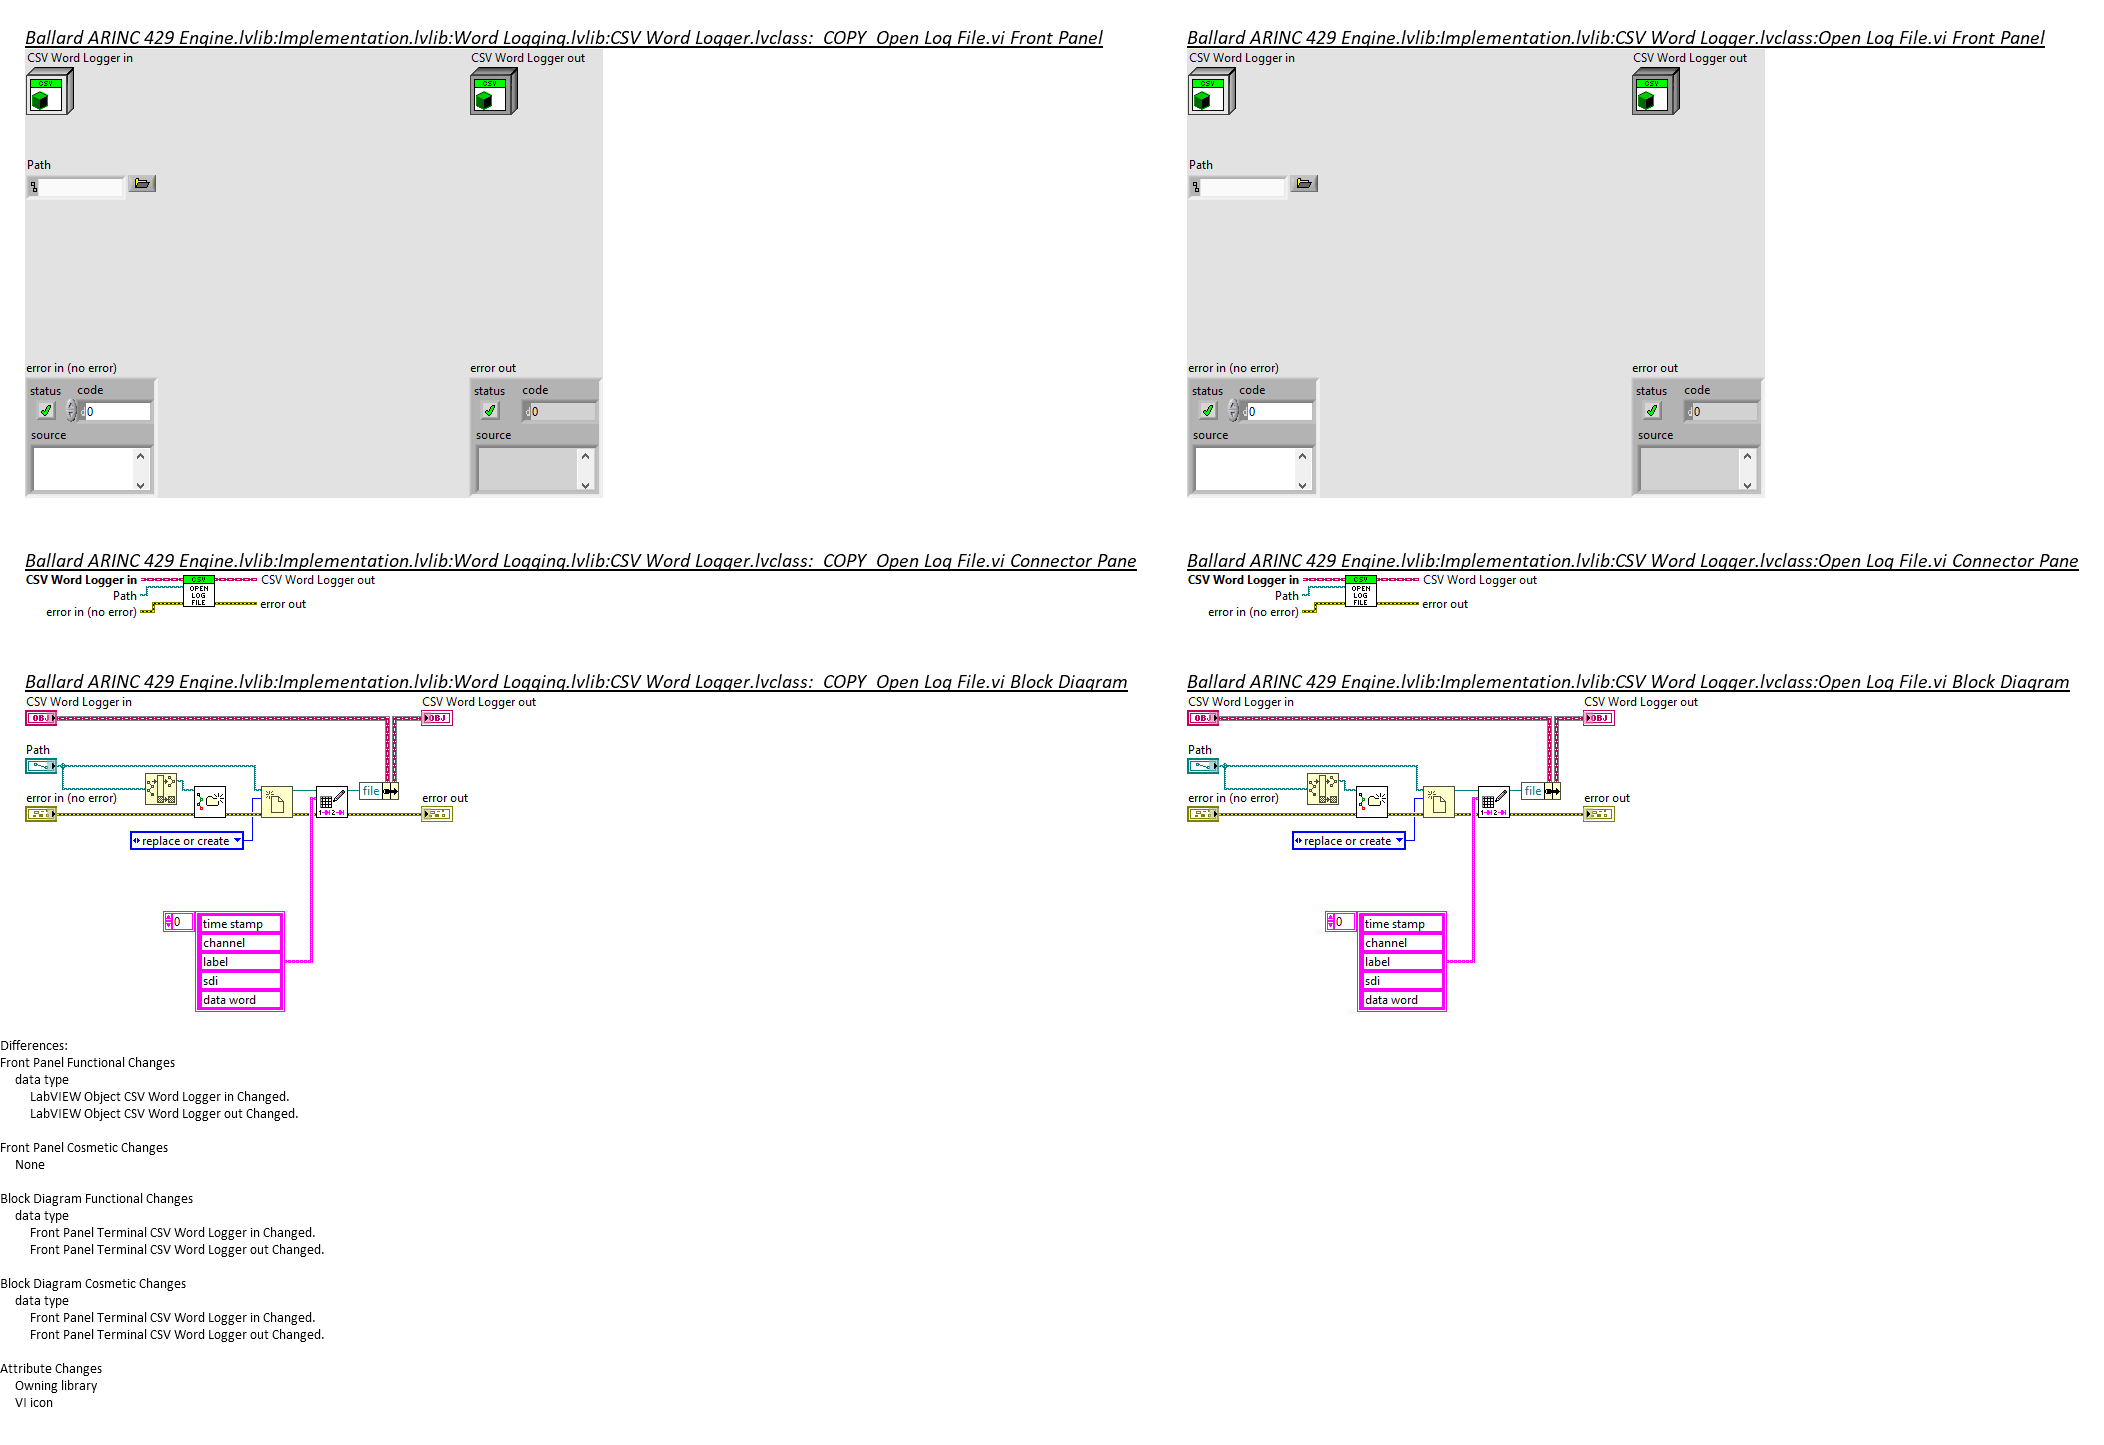 Ballard ARINC 429 Engine.lvlib:Implementation.lvlib:Word Logging.lvlib:CSV Word Logger.lvclass:_COPY_Open Log File.vi Front Panel
CSV Word Logger in
CSV Word Logger out
CSV
CSV
Path
error in (no error)
error out
status code
status code
0
d0
source
source
Ballard ARINC 429 Engine.lvlib:Implementation.lvlib:CSV Word Logger.lvclass:Open Log File.vi Front Panel
CSV Word Logger in
CSV Word Logger out
CSV
CSV
Path
error in (no error)
error out
status code
status code
d0
d0
source
source
Ballard ARINC 429 Engine.lvlib:Implementation.lvlib:Word Logging.lvlib:CSV Word Logger.lvclass:_COPY_Open Log File.vi Connector Pane
CSV Word Logger in
CSV Word Logger out
Path
error in (no error)
error out
CSV
OPEN
LOG
FILE
Ballard ARINC 429 Engine.lvlib:Implementation.lvlib:CSV Word Logger.lvclass:Open Log File.vi Connector Pane
CSV Word Logger in
CSV Word Logger out
Path
error in (no error)
error out
CSV
OPEN
LOG
FILE
Ballard ARINC 429 Engine.lvlib:Implementation.lvlib:Word Logging.lvlib:CSV Word Logger.lvclass:_COPY_Open Log File.vi Block Diagram
CSV Word Logger in
CSV Word Logger out
OBJ
OBJ
Path
file
error in (no error)
error out
replace or create
0
time stamp
channel
label
sdi
data word
Ballard ARINC 429 Engine.lvlib:Implementation.lvlib:CSV Word Logger.lvclass:Open Log File.vi Block Diagram
CSV Word Logger in
CSV Word Logger out
OBJ
OBJ
Path
file
error in (no error)
error out
replace or create
0
time stamp
channel
label
sdi
data word
Differences:
Front Panel Functional Changes
data type
LabVIEW Object CSV Word Logger in Changed.
LabVIEW Object CSV Word Logger out Changed.
Front Panel Cosmetic Changes
None
Block Diagram Functional Changes
data type
Front Panel Terminal CSV Word Logger in Changed.
Front Panel Terminal CSV Word Logger out Changed.
Block Diagram Cosmetic Changes
data type
Front Panel Terminal CSV Word Logger in Changed.
Front Panel Terminal CSV Word Logger out Changed.
Attribute Changes
Owning library
VI icon